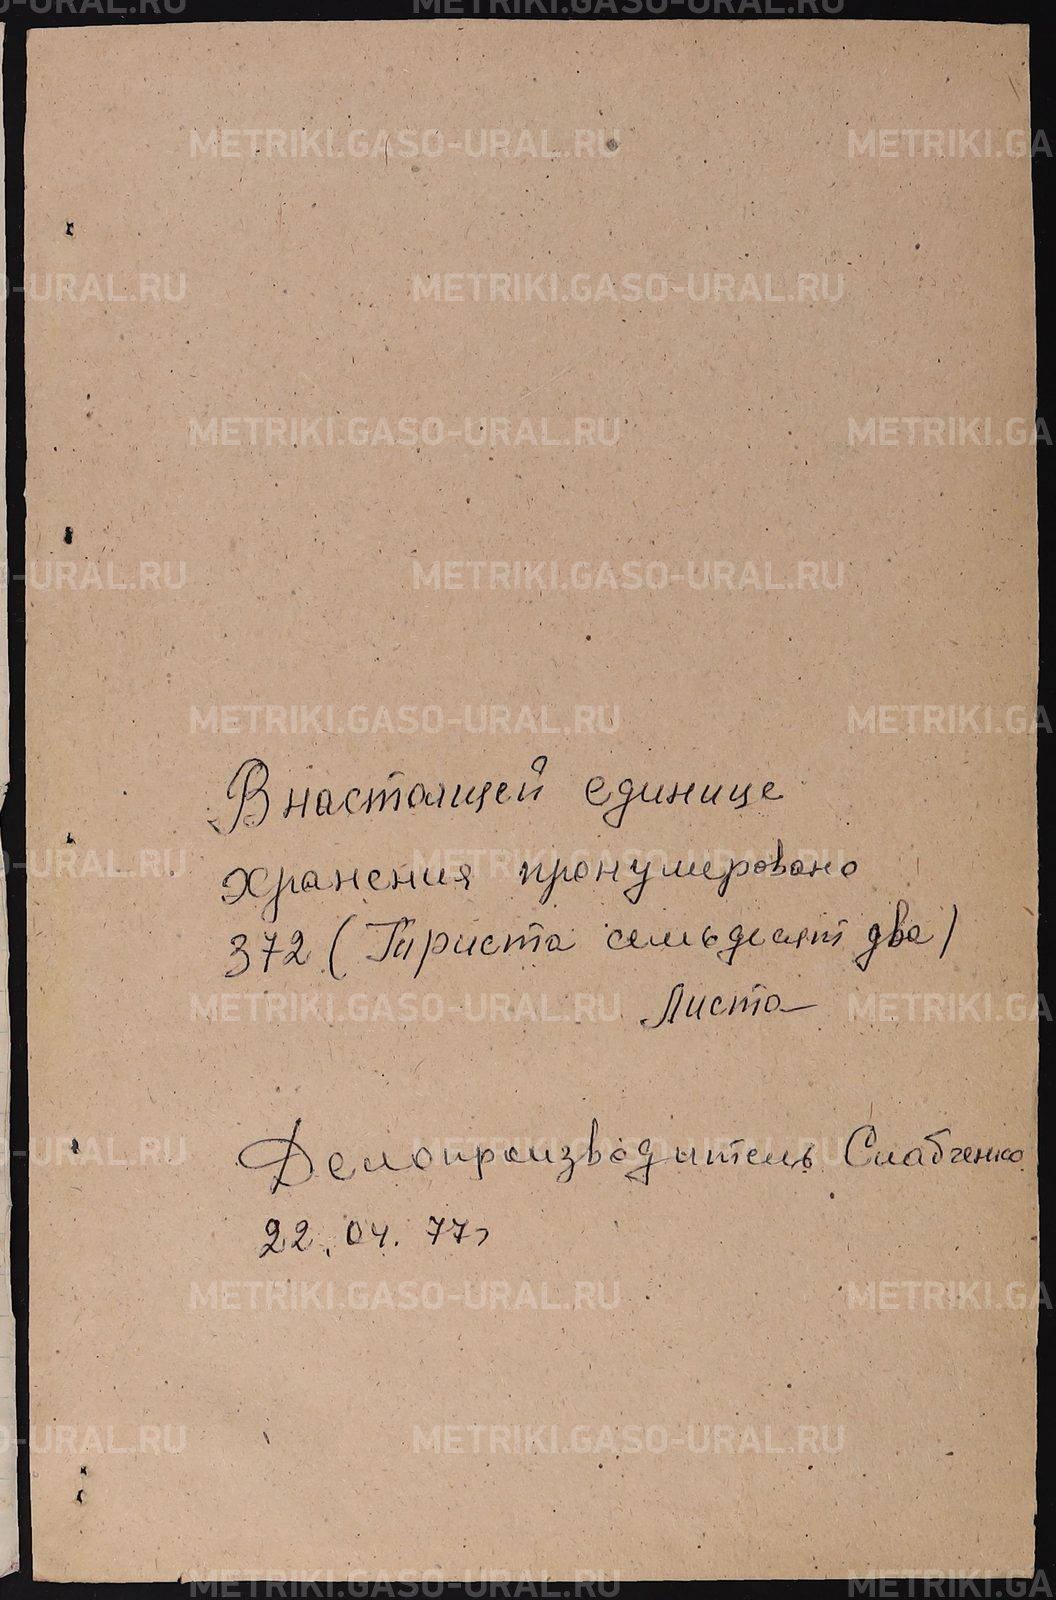 В настоящей единице
хранения пронумеровано
372 (Триста семьдесят два)
Листа
Делопроизводитель Слабченко
22.04.77г